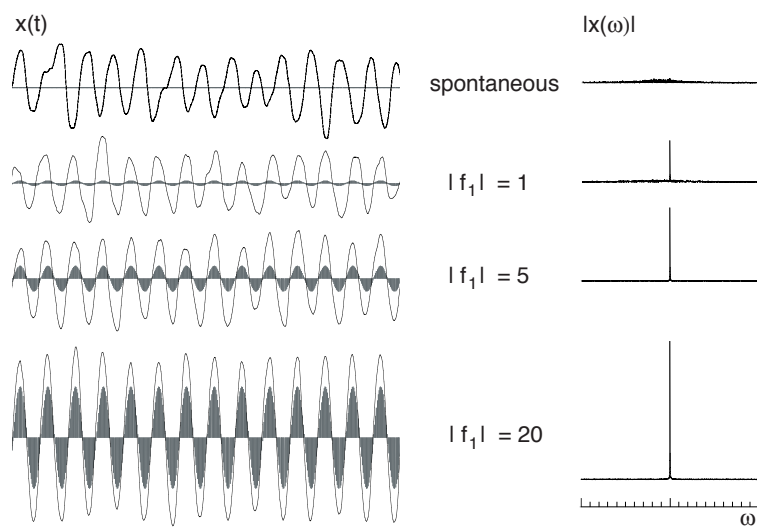 x(t) |x(ω)|
spontaneous
| f₁| = 1
| f₁| = 5
| f₁| = 20
ω